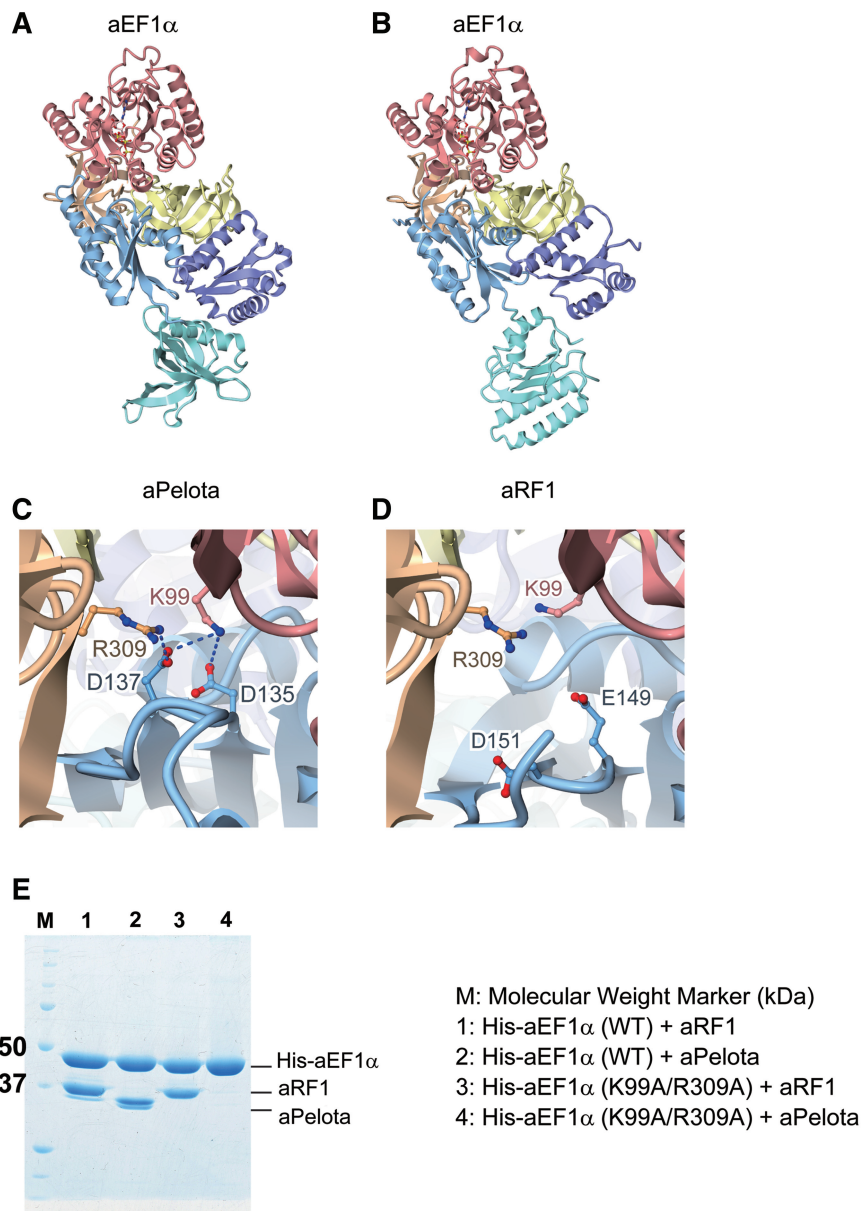 A
aEF1α
B
aEF1α
aPelota
aRF1
C
D
K99
R309
D137
D135
K99
R309
E149
D151
E
M 1 2 3 4
50
37
His-aEF1α
aRF1
aPelota
M: Molecular Weight Marker (kDa)
1: His-aEF1α (WT) + aRF1
2: His-aEF1α (WT) + aPelota
3: His-aEF1α (K99A/R309A) + aRF1
4: His-aEF1α (K99A/R309A) + aPelota